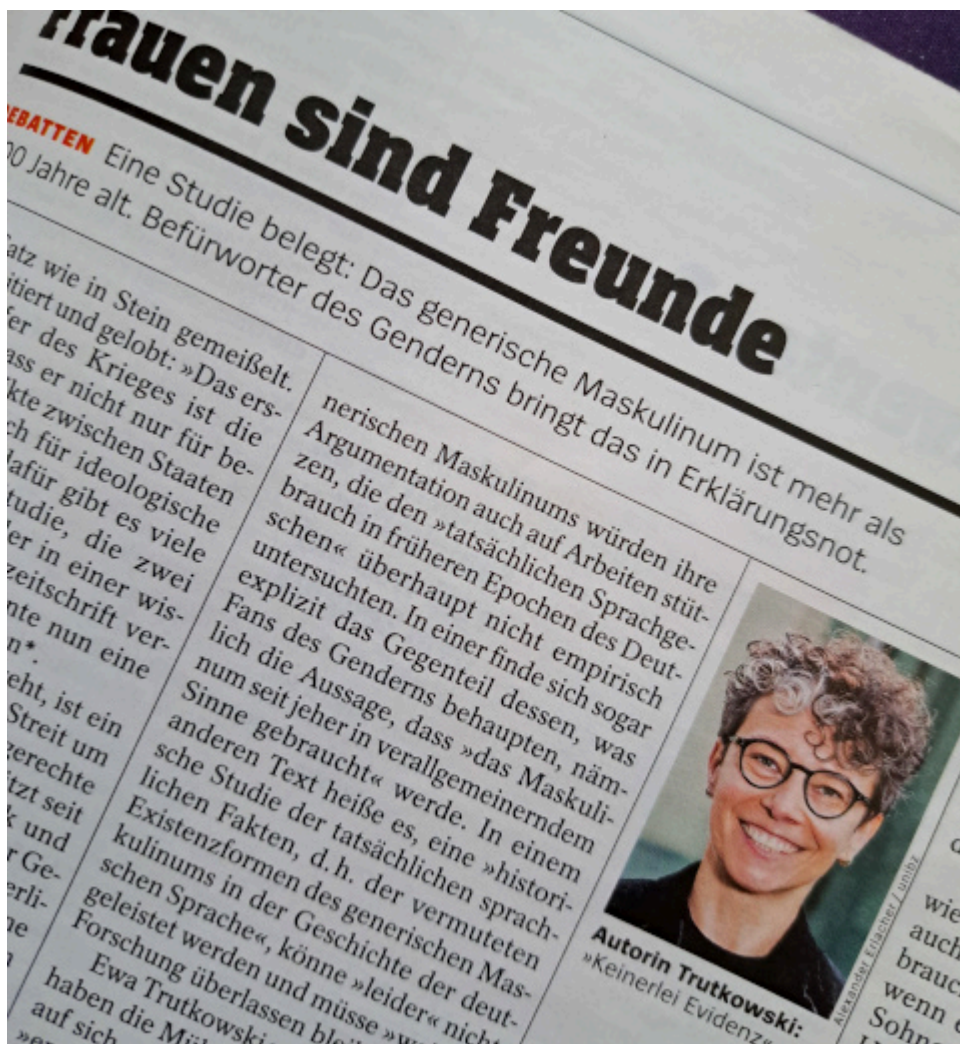 Frauen sind Freunde
DEBATTEN Eine Studie belegt: Das generische Maskulinum ist mehr als
00 Jahre alt. Befürworter des Genderns bringt das in Erklärungsnot.
atz wie in Stein gemeißelt.
itiert und gelobt: »Das ers-
fer des Krieges ist die
ass er nicht nur für be-
kte zwischen Staaten
ch für ideologische
dafür gibt es viele
tudie, die zwei
er in einer wis-
zeitschrift ver-
nte nun eine
n*.
eht, ist ein
Streit um
gerechte
tzt seit
k und
r Ge-
erli-
ne
nerischen Maskulinums würden ihre
Argumentation auch auf Arbeiten stüt-
zen, die den »tatsächlichen Sprachge-
brauch in früheren Epochen des Deut-
schen« überhaupt nicht empirisch
untersuchten. In einer finde sich sogar
explizit das Gegenteil dessen, was
Fans des Genderns behaupten, näm-
lich die Aussage, dass »das Maskuli-
num seit jeher in verallgemeinerndem
Sinne gebraucht« werde. In einem
anderen Text heiße es, eine »histori-
sche Studie der tatsächlichen sprach-
lichen Fakten, d. h. der vermuteten
Existenzformen des generischen Mas-
kulinums in der Geschichte der deut-
schen Sprache«, könne »leider« nicht
geleistet werden und müsse
Forschung überlassen
Ewa Trutkowski
haben die
auf sich
Autorin Trutkowski:
»Keinerlei Evidenz«
Alexander Erlacher / unibz
wie
auch
brauch
wenn
Sohn